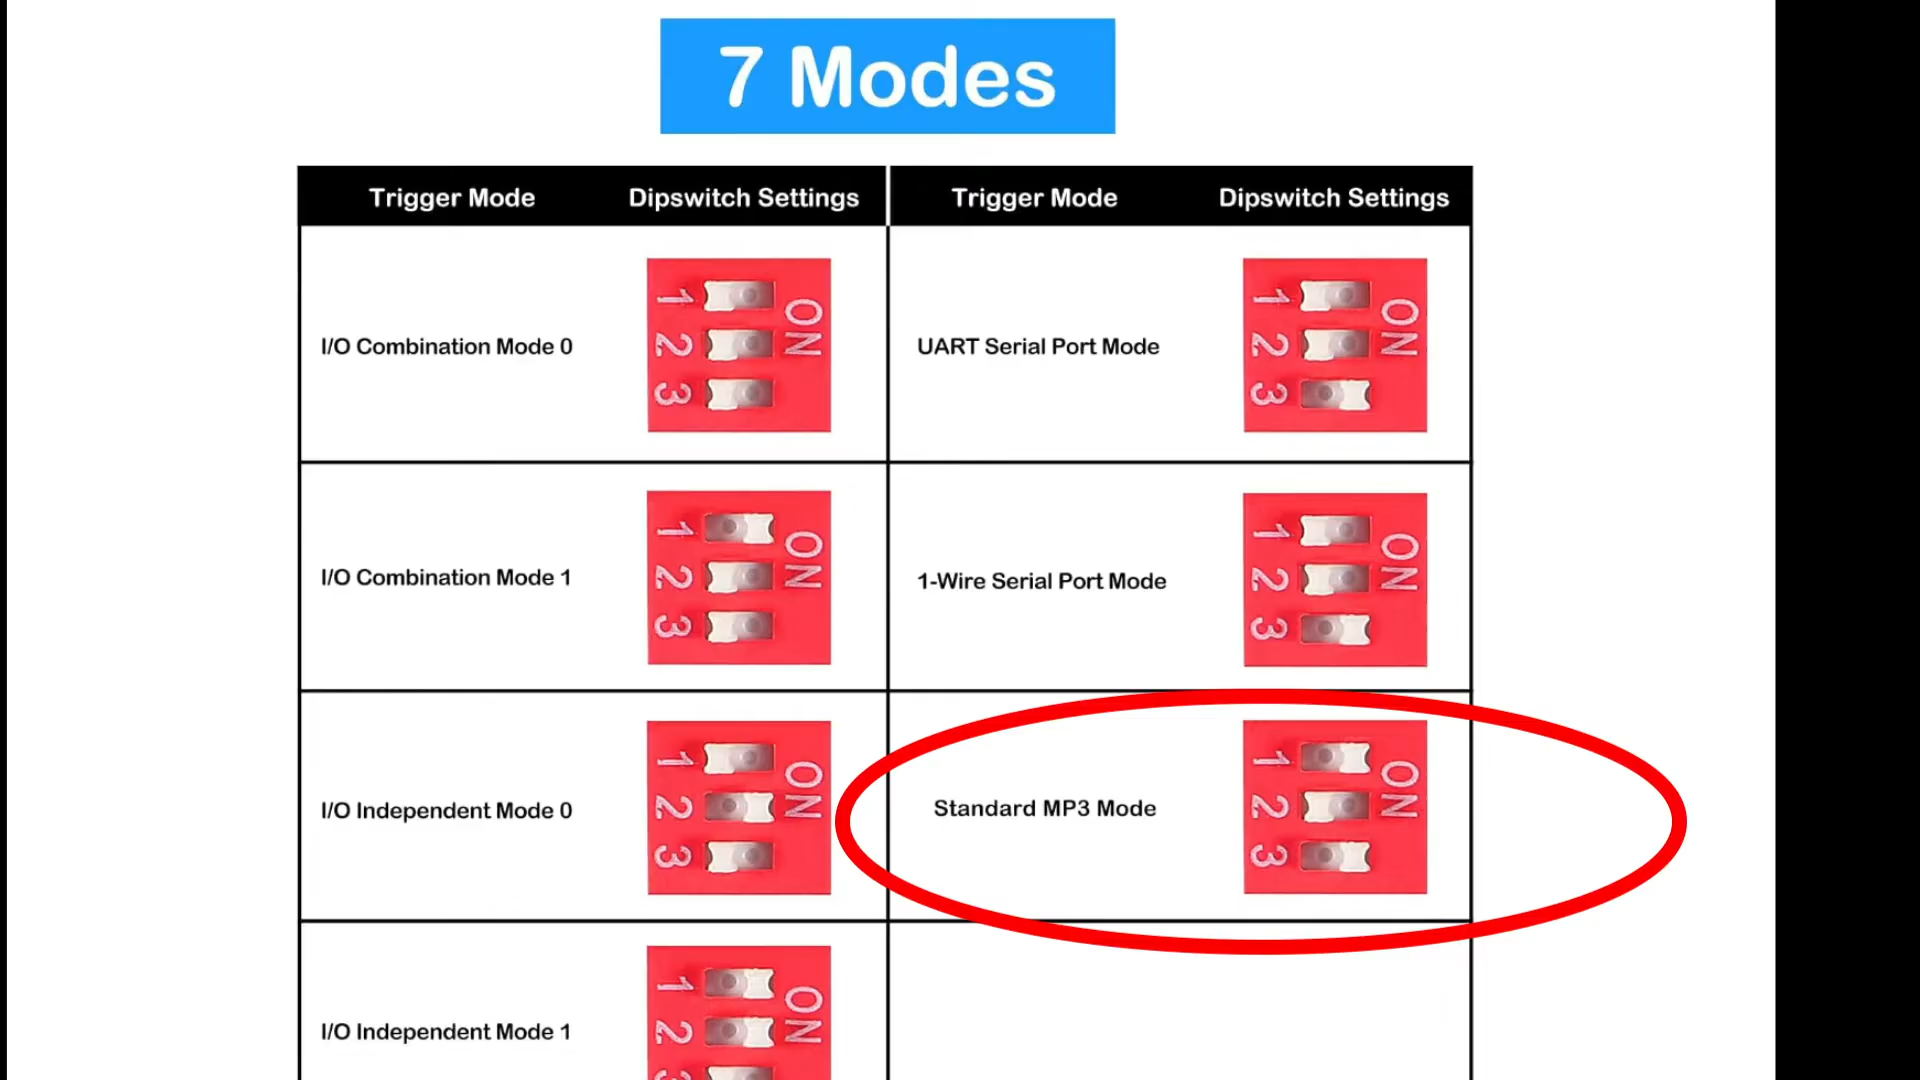 7 Modes
Trigger Mode Dipswitch Settings Trigger Mode Dipswitch Settings
I/O Combination Mode 0
1
2
3
ON
UART Serial Port Mode
1
2
3
ON
I/O Combination Mode 1
1
2
3
ON
1-Wire Serial Port Mode
1
2
3
ON
I/O Independent Mode 0
1
2
3
ON
Standard MP3 Mode
1
2
3
ON
I/O Independent Mode 1
1
2
3
ON